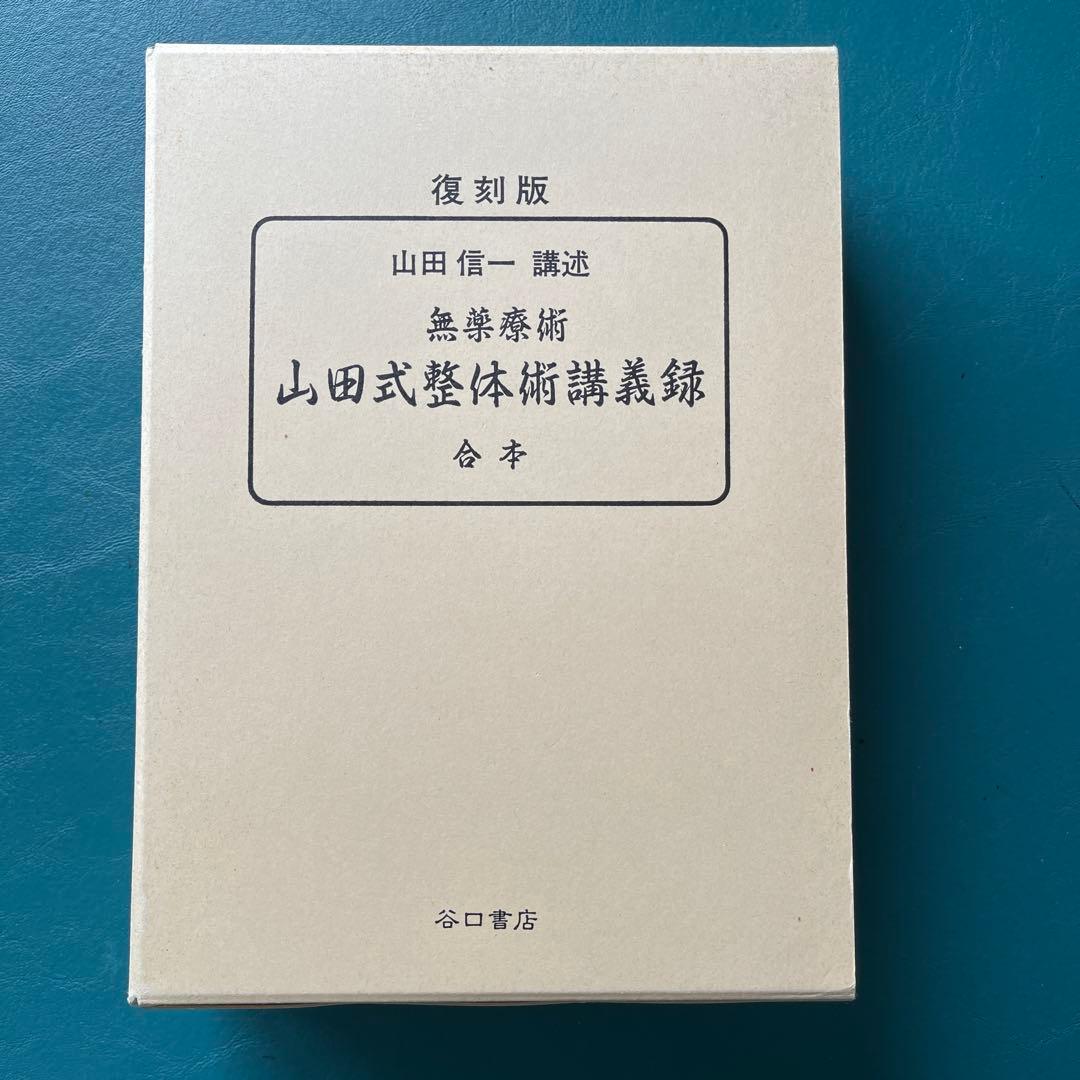 復刻版
山田信一 講述
無薬療術
山田式整体術講義録
合本
谷口書店